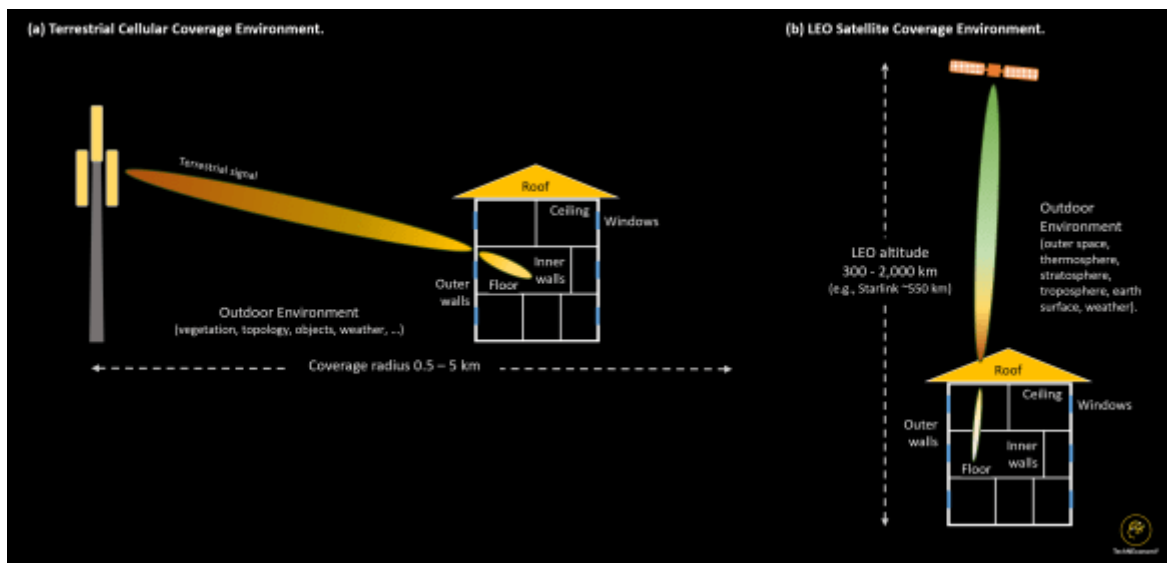 (a) Terrestrial Cellular Coverage Environment.
Terrestrial signal
Roof
Ceiling
Windows
Inner
walls
Floor
Outer
walls
Outdoor Environment
(vegetation, topology, objects, weather, ...)
Coverage radius 0.5 – 5 km
(b) LEO Satellite Coverage Environment.
LEO altitude
300 - 2,000 km
(e.g., Starlink ~550 km)
Outdoor
Environment
(outer space,
thermosphere,
stratosphere,
troposphere, earth
surface, weather).
Roof
Ceiling
Windows
Outer
walls
Inner
walls
Floor